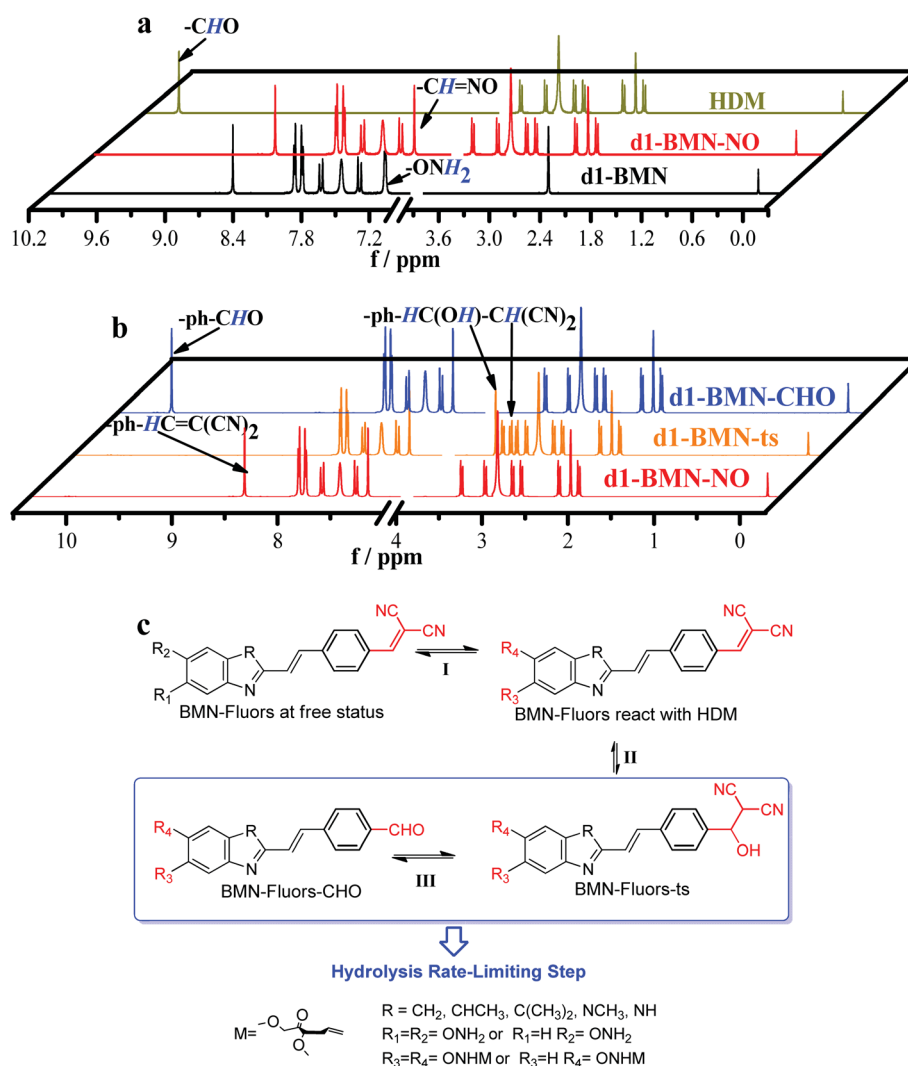 a
-CHO
-CH=NO
HDM
d1-BMN-NO
-ONH2
d1-BMN
10.2 9.6 9.0 8.4 7.8 7.2 3.6 3.0 2.4 1.8 1.2 0.6 0.0
f / ppm
b
-ph-CHO
-ph-HC(OH)-CH(CN)2
d1-BMN-CHO
-ph-HC=C(CN)2
d1-BMN-ts
d1-BMN-NO
10 9 8 4 3 2 1 0
f / ppm
c
NC
CN
R2
R
R1
N
I
BMN-Fluors at free status
NC
CN
R4
R
R3
N
BMN-Fluors react with HDM
II
R4
R
R3
N
CHO
III
BMN-Fluors-CHO
NC
CN
R4
R
R3
N
OH
BMN-Fluors-ts
Hydrolysis Rate-Limiting Step
M=
O
O
O
R = CH2, CHCH3, C(CH3)2, NCH3, NH
R1=R2= ONH2 or R1=H R2= ONH2
R3=R4= ONHM or R3=H R4= ONHM